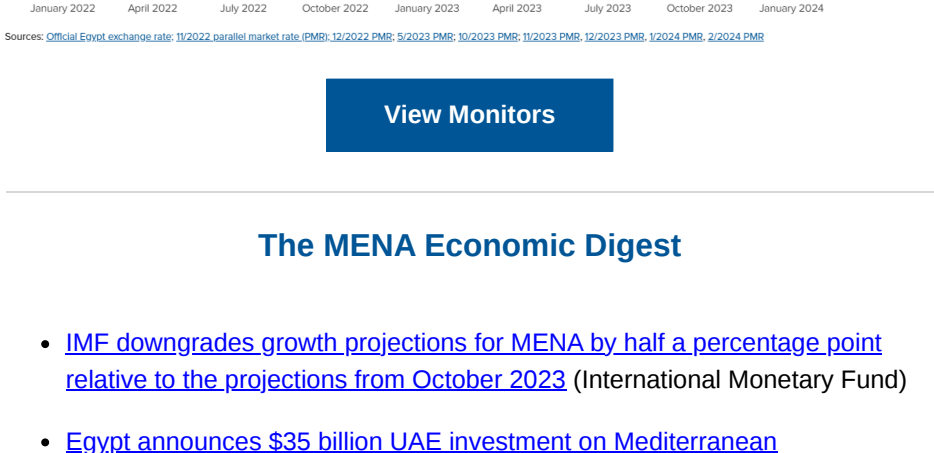 January 2022 April 2022 July 2022 October 2022 January 2023 April 2023 July 2023 October 2023 January 2024
Sources: Official Egypt exchange rate; 11/2022 parallel market rate (PMR); 12/2022 PMR; 5/2023 PMR; 10/2023 PMR; 11/2023 PMR, 12/2023 PMR, 1/2024 PMR, 2/2024 PMR
View Monitors
The MENA Economic Digest
• IMF downgrades growth projections for MENA by half a percentage point
relative to the projections from October 2023 (International Monetary Fund)
• Egypt announces $35 billion UAE investment on Mediterranean